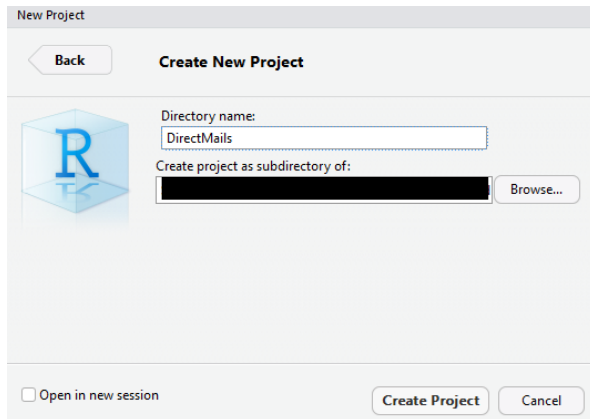 New Project
Back
Create New Project
R
Directory name:
DirectMails
Create project as subdirectory of:
Browse...
Open in new session
Create Project
Cancel